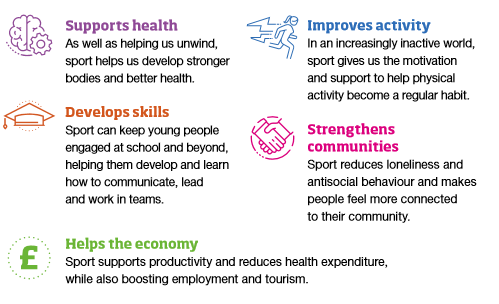 Supports health
As well as helping us unwind,
sport helps us develop stronger
bodies and better health.
Improves activity
In an increasingly inactive world,
sport gives us the motivation
and support to help physical
activity become a regular habit.
Develops skills
Sport can keep young people
engaged at school and beyond,
helping them develop and learn
how to communicate, lead
and work in teams.
Strengthens
communities
Sport reduces loneliness and
antisocial behaviour and makes
people feel more connected
to their community.
£
Helps the economy
Sport supports productivity and reduces health expenditure,
while also boosting employment and tourism.